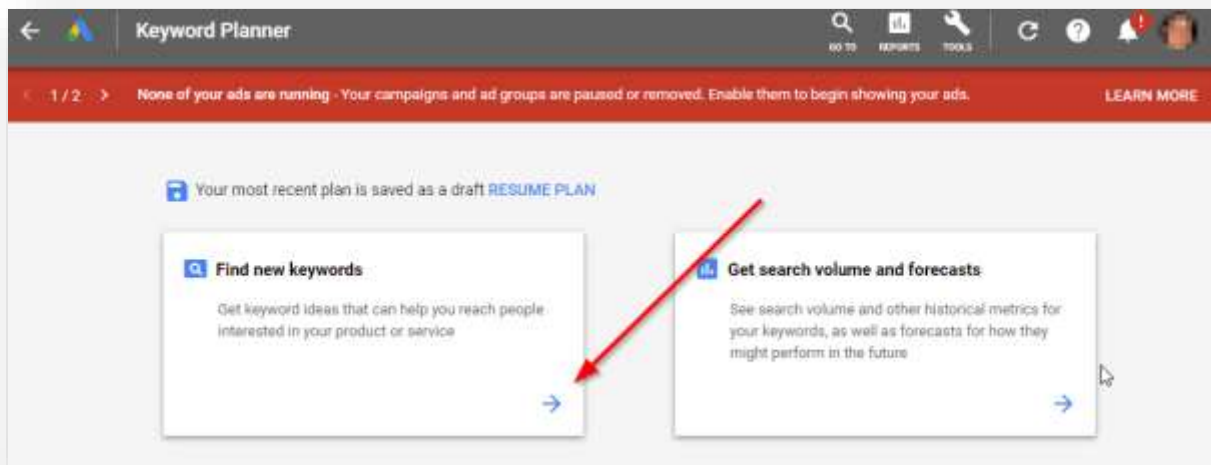 Keyword Planner
GO TO
REPORTS
TOOLS
1 / 2
None of your ads are running - Your campaigns and ad groups are paused or removed. Enable them to begin showing your ads.
LEARN MORE
Your most recent plan is saved as a draft RESUME PLAN
Find new keywords
Get keyword ideas that can help you reach people
interested in your product or service
Get search volume and forecasts
See search volume and other historical metrics for
your keywords, as well as forecasts for how they
might perform in the future